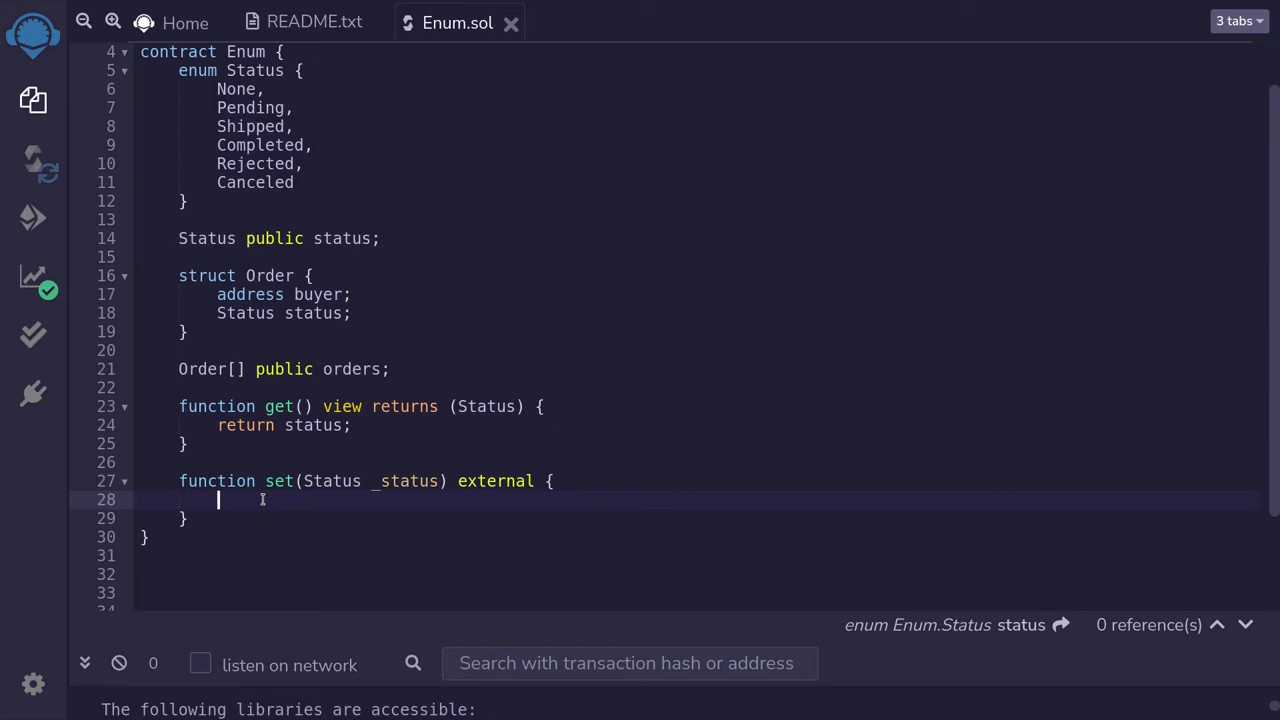 Home
README.txt
Enum.sol
3 tabs
4 contract Enum {
5 enum Status {
6 None,
7 Pending,
8 Shipped,
9 Completed,
10 Rejected,
11 Canceled
12 }
13
14 Status public status;
15
16 struct Order {
17 address buyer;
18 Status status;
19 }
20
21 Order[] public orders;
22
23 function get() view returns (Status) {
24 return status;
25 }
26
27 function set(Status _status) external {
28
29 }
30 }
31
32
33
34
enum Enum.Status status 0 reference(s)
0 listen on network Search with transaction hash or address
The following libraries are accessible: